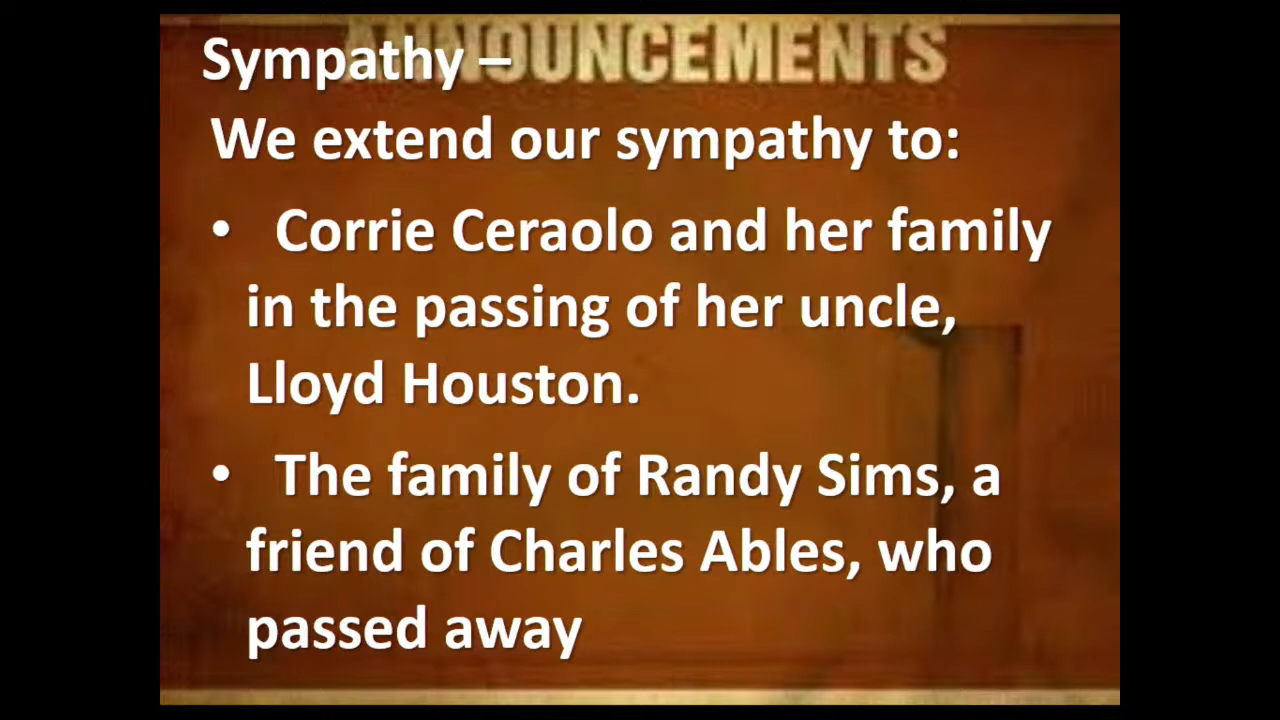 ANNOUNCEMENTS
Sympathy –
We extend our sympathy to:
• Corrie Ceraolo and her family
in the passing of her uncle,
Lloyd Houston.
• The family of Randy Sims, a
friend of Charles Ables, who
passed away